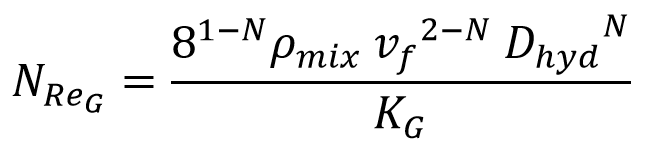 N_{Re_G} = \frac{8^{1-N} \rho_{mix} \, v_f^{2-N} \, D_{hyd}^{N}}{K_G}